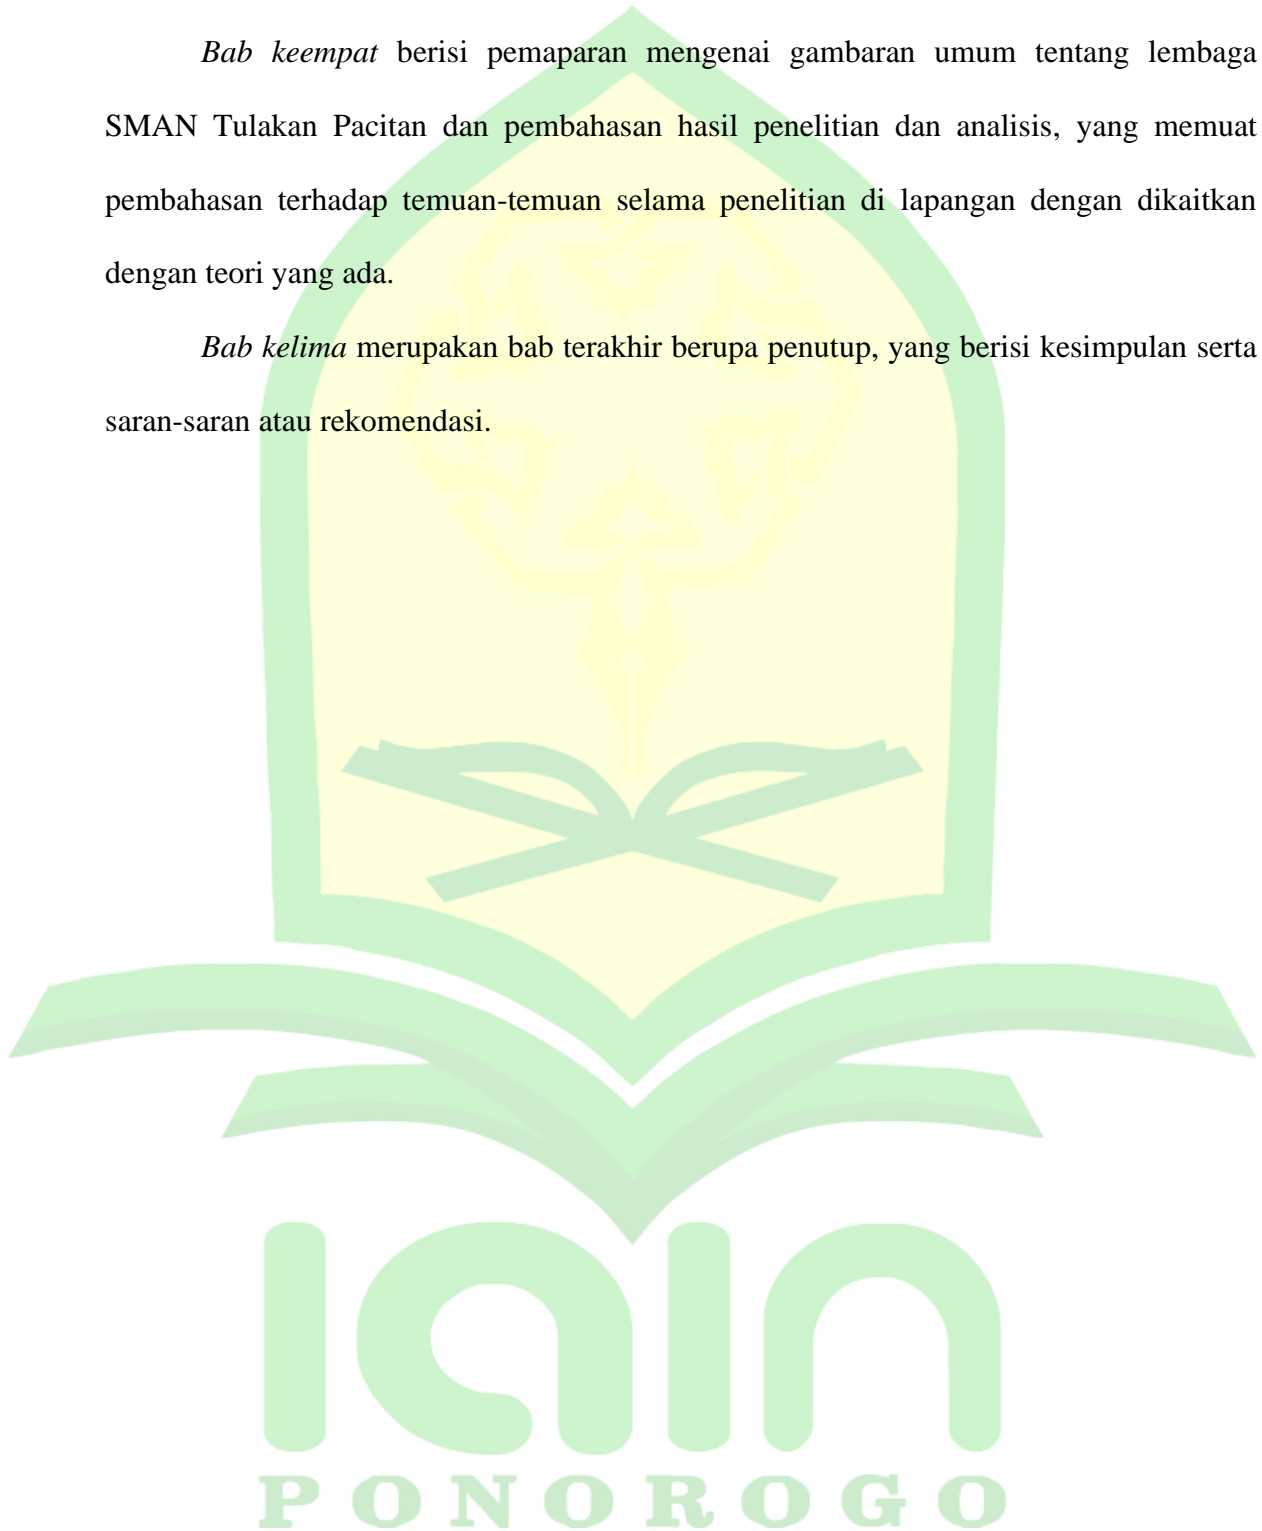 Bab keempat berisi pemaparan mengenai gambaran umum tentang lembaga
SMAN Tulakan Pacitan dan pembahasan hasil penelitian dan analisis, yang memuat
pembahasan terhadap temuan-temuan selama penelitian di lapangan dengan dikaitkan
dengan teori yang ada.
Bab kelima merupakan bab terakhir berupa penutup, yang berisi kesimpulan serta
saran-saran atau rekomendasi.
iain
PONOROGO